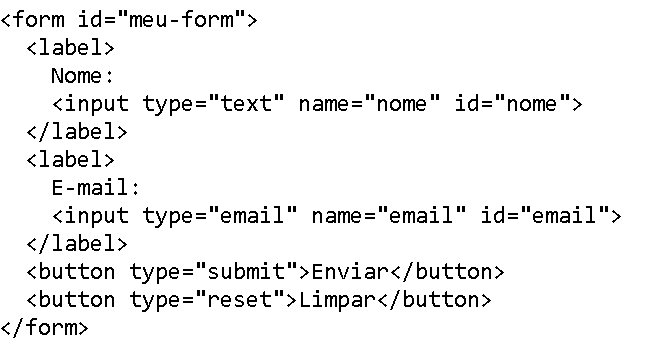 <form id="meu-form">
  <label>
    Nome:
    <input type="text" name="nome" id="nome">
  </label>
  <label>
    E-mail:
    <input type="email" name="email" id="email">
  </label>
  <button type="submit">Enviar</button>
  <button type="reset">Limpar</button>
</form>